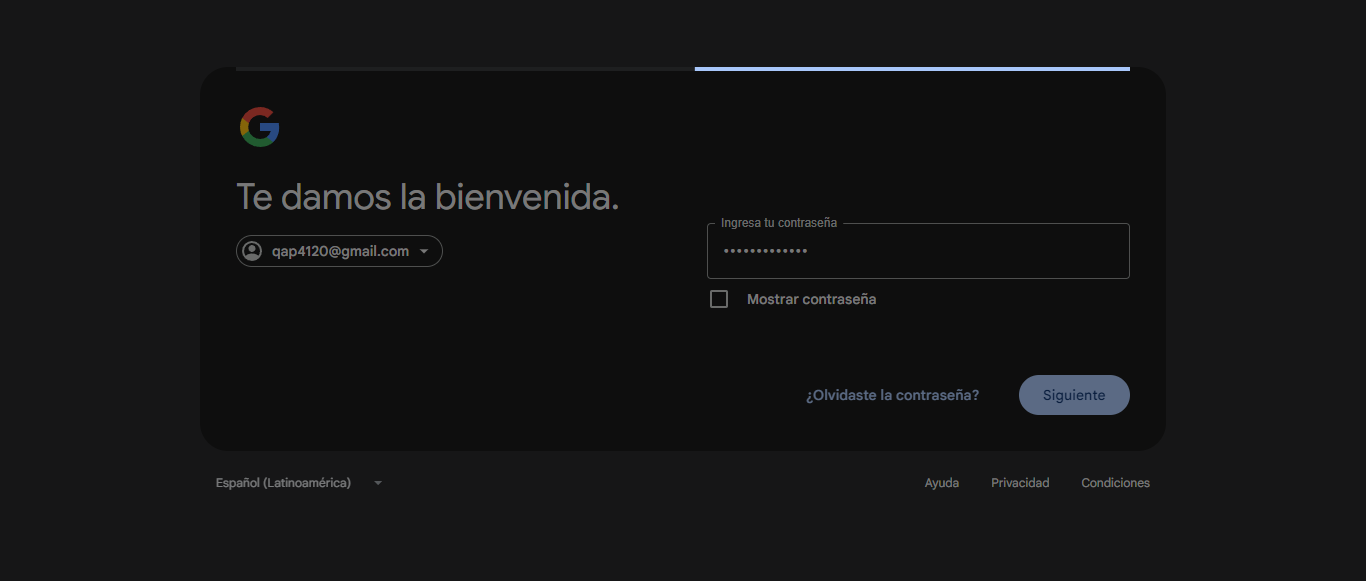 Te damos la bienvenida.
qap4120@gmail.com
Ingresa tu contraseña
•••••••••••••
Mostrar contraseña
¿Olvidaste la contraseña?
Siguiente
Español (Latinoamérica)
Ayuda
Privacidad
Condiciones